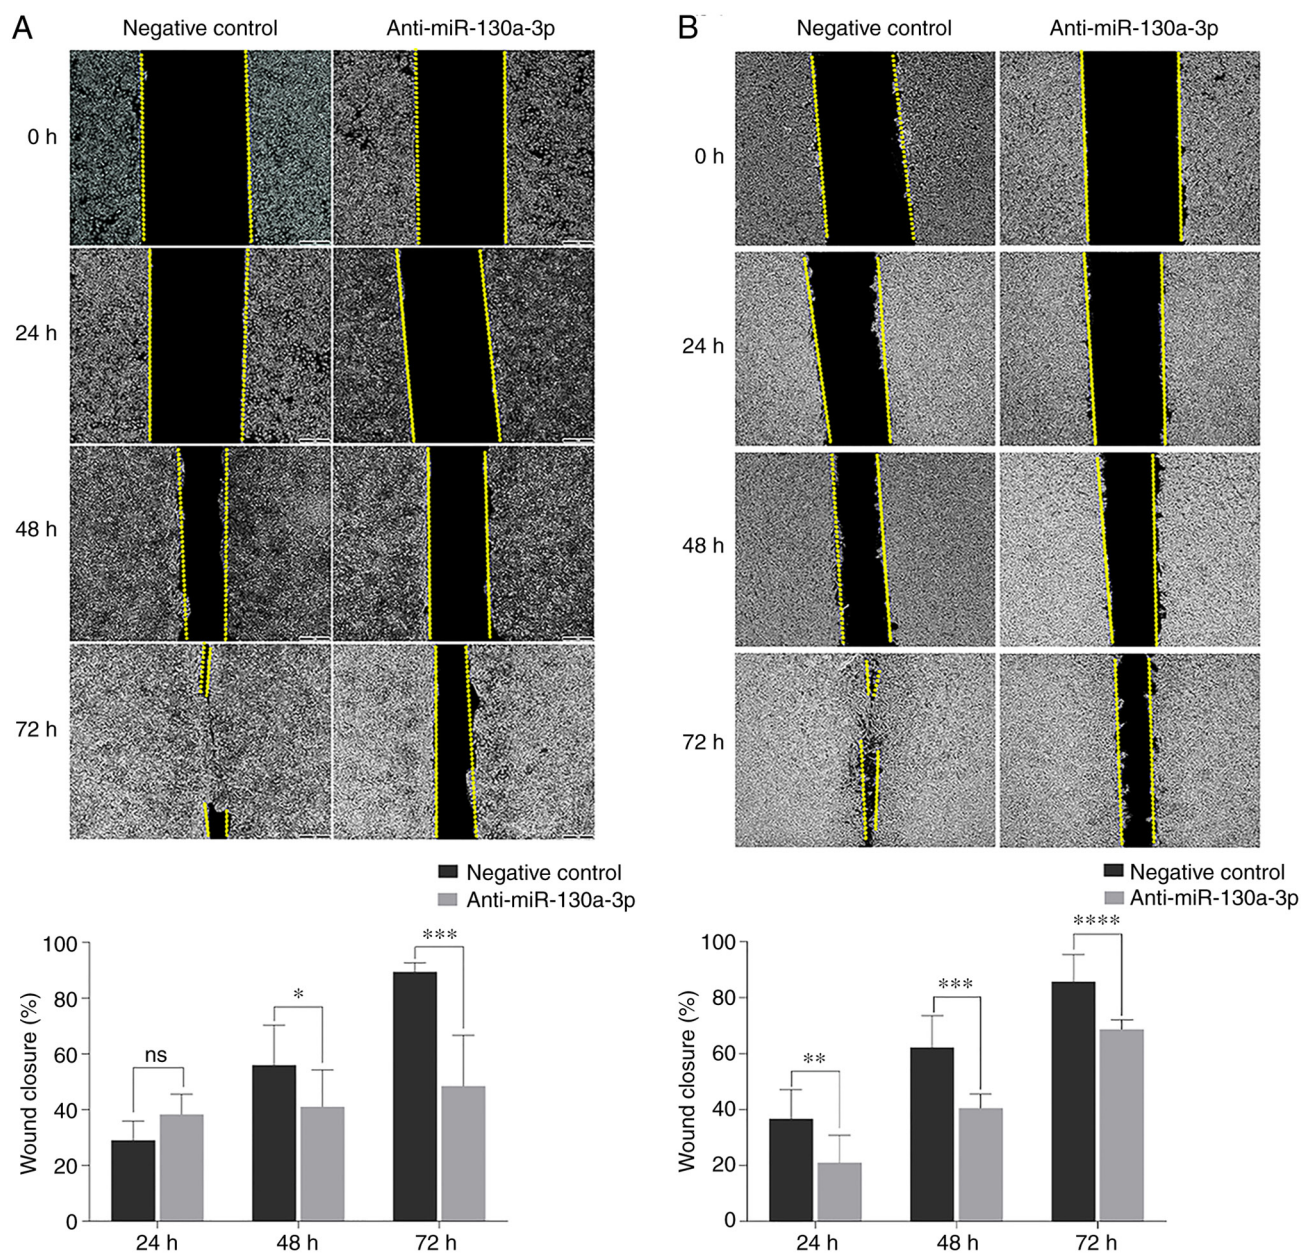 A
Negative control
Anti-miR-130a-3p
0 h
24 h
48 h
72 h
Negative control
Anti-miR-130a-3p
Wound closure (%)
100
80
60
40
20
0
ns
*
***
24 h
48 h
72 h
B
Negative control
Anti-miR-130a-3p
0 h
24 h
48 h
72 h
Negative control
Anti-miR-130a-3p
Wound closure (%)
100
80
60
40
20
0
**
***
****
24 h
48 h
72 h